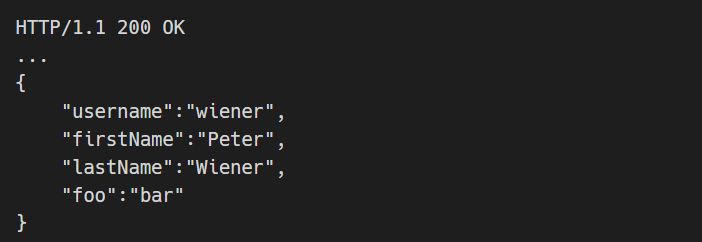 HTTP/1.1 200 OK
...
{
    "username":"wiener",
    "firstName":"Peter",
    "lastName":"Wiener",
    "foo":"bar"
}